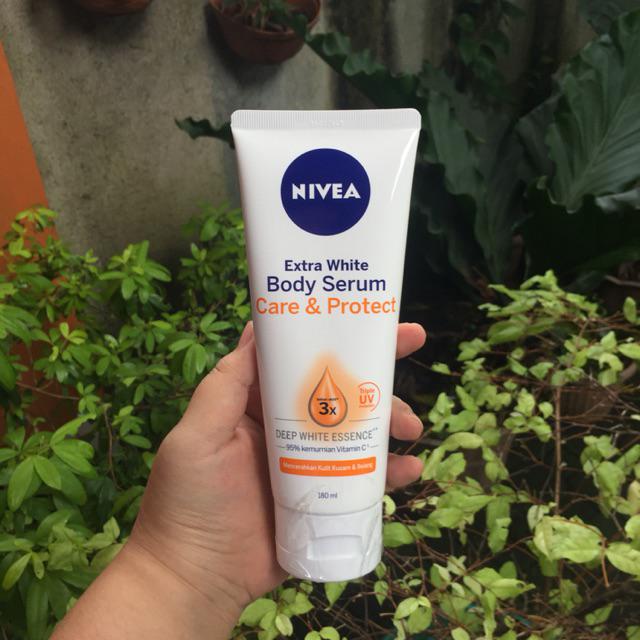 NIVEA
Extra White
Body Serum
Care & Protect
3x
Triple
UV
DEEP WHITE ESSENCE**
95% kemurnian Vitamin C
Mencerahkan Kulit Kusam & Belang
180 ml